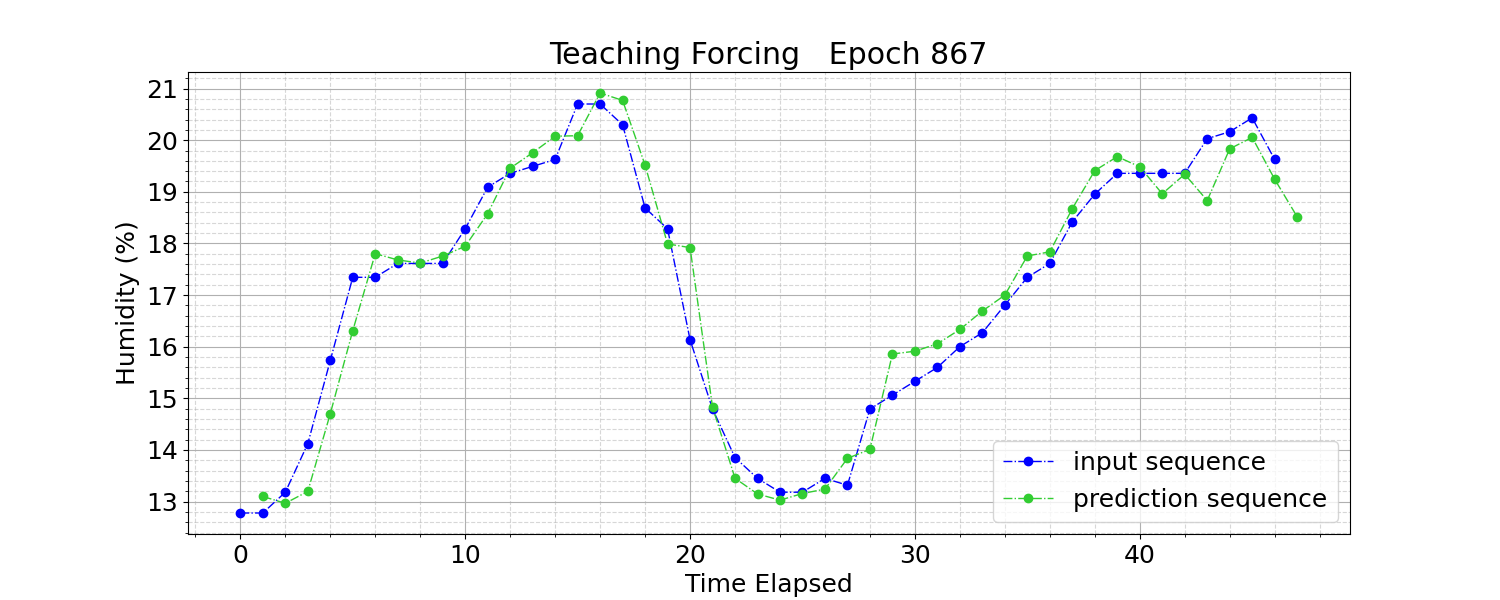 Teaching Forcing   Epoch 867
21
20
19
18
17
16
15
14
13
Humidity (%)
input sequence
prediction sequence
0 10 20 30 40
Time Elapsed